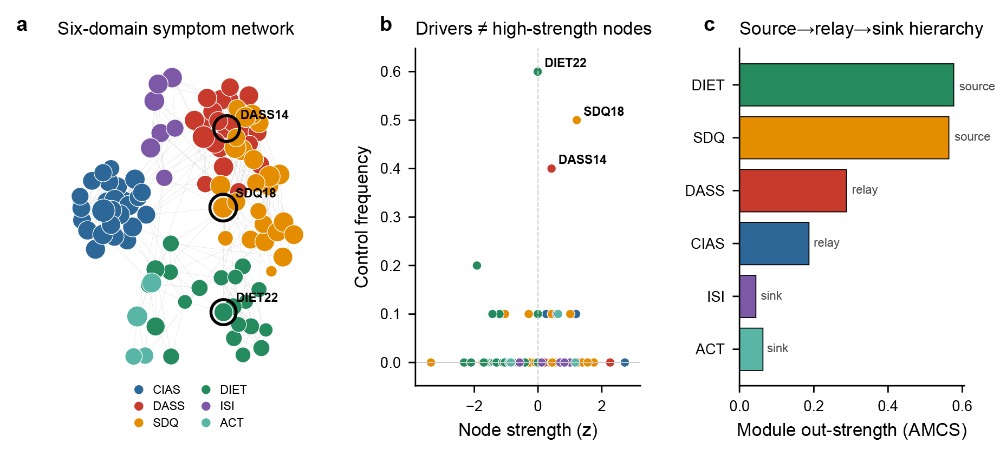 a
Six-domain symptom network
DASS14
SDQ18
DIET22
CIAS
DASS
SDQ
DIET
ISI
ACT
b
Drivers ≠ high-strength nodes
Control frequency
0.6
0.5
0.4
0.3
0.2
0.1
0.0
DIET22
SDQ18
DASS14
−2
0
2
Node strength (z)
c
Source→relay→sink hierarchy
DIET
source
SDQ
source
DASS
relay
CIAS
relay
ISI
sink
ACT
sink
0.0
0.2
0.4
0.6
Module out-strength (AMCS)